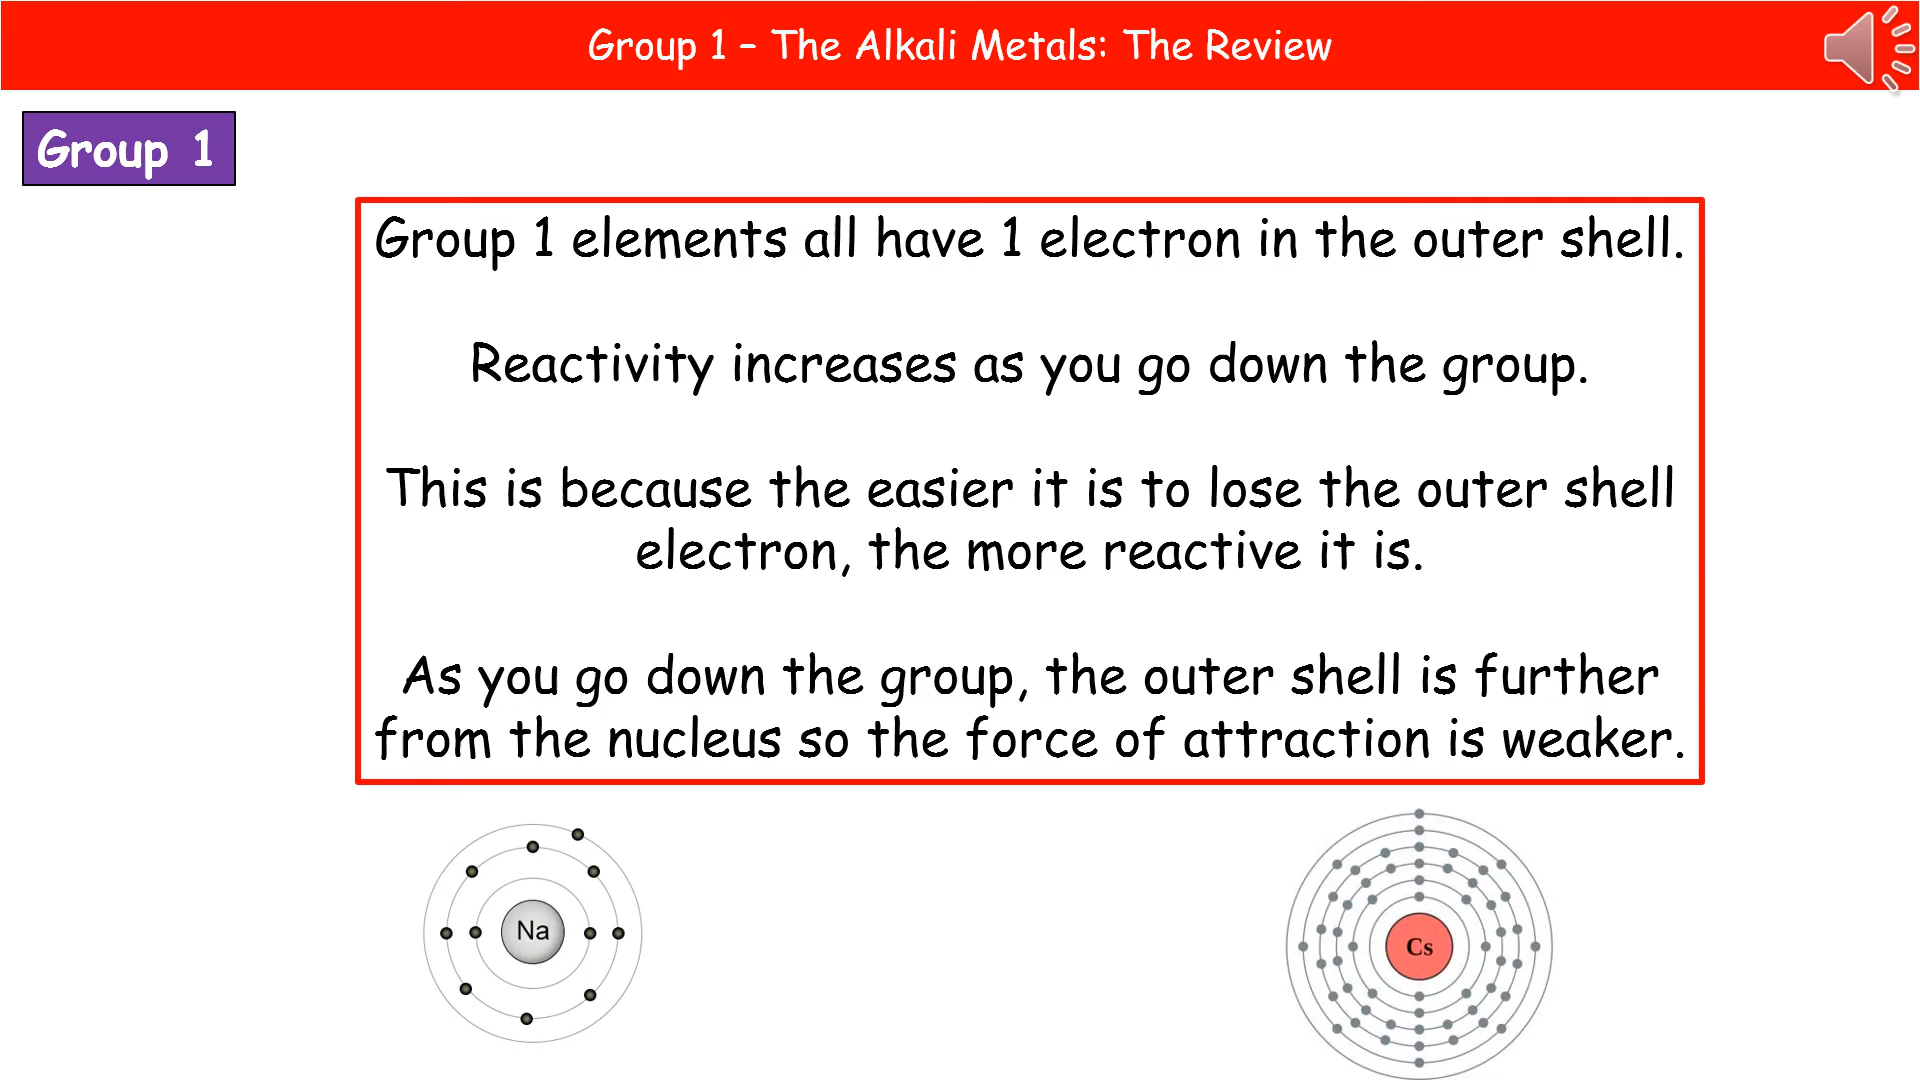 Group 1 – The Alkali Metals: The Review
Group 1
Group 1 elements all have 1 electron in the outer shell.
Reactivity increases as you go down the group.
This is because the easier it is to lose the outer shell
electron, the more reactive it is.
As you go down the group, the outer shell is further
from the nucleus so the force of attraction is weaker.
Na
Cs